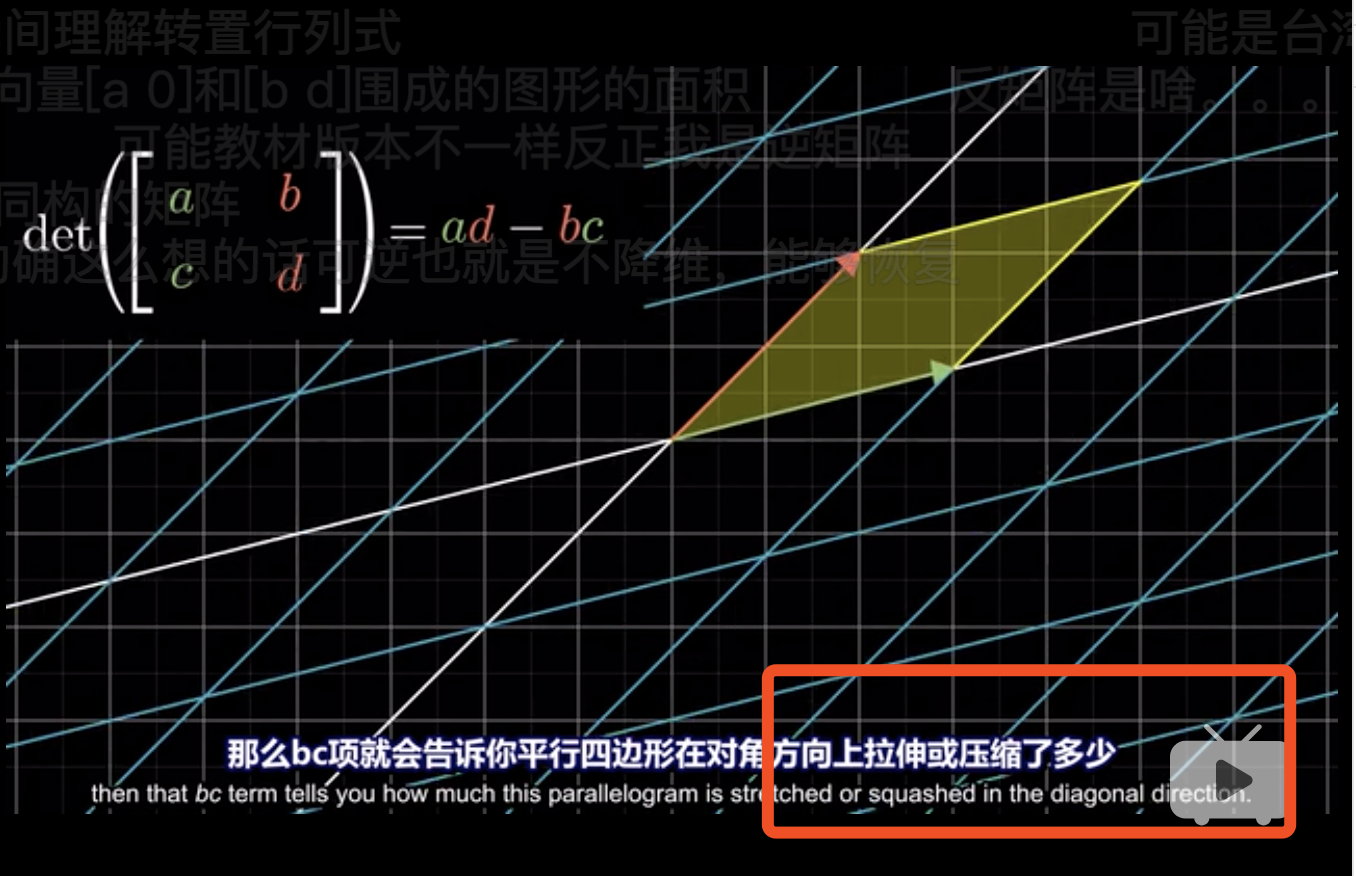 间理解转置行列式
可能是台湾
向量[a 0]和[b d]围成的图形的面积
反矩阵是啥。。。
可能教材版本不一样反正我是逆矩阵
同构的矩阵
det([a b
c d]) = ad − bc
确这么想的话可逆也就是不降维，能够恢复
那么bc项就会告诉你平行四边形在对角方向上拉伸或压缩了多少
then that bc term tells you how much this parallelogram is stretched or squashed in the diagonal direction.